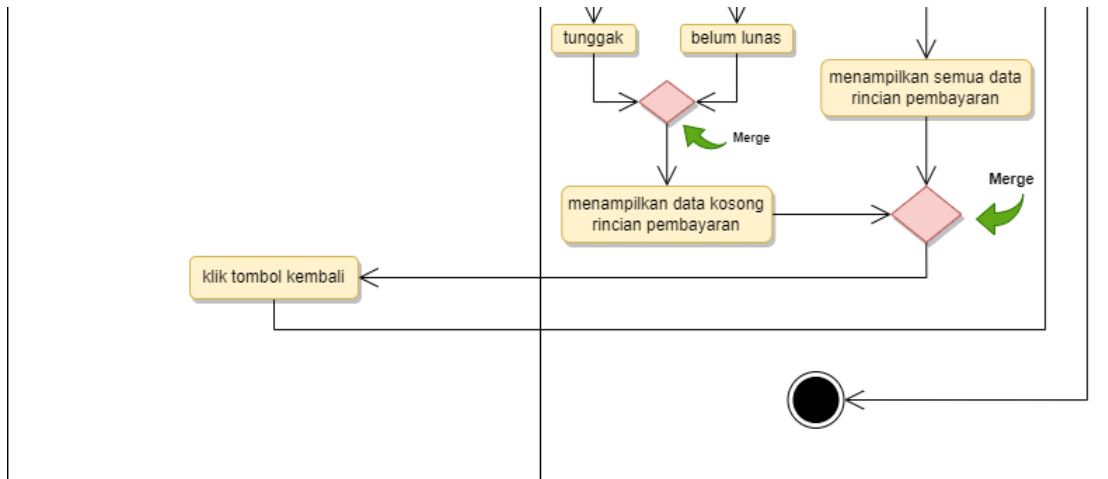 tunggak
belum lunas
menampilkan semua data
rincian pembayaran
Merge
Merge
menampilkan data kosong
rincian pembayaran
klik tombol kembali